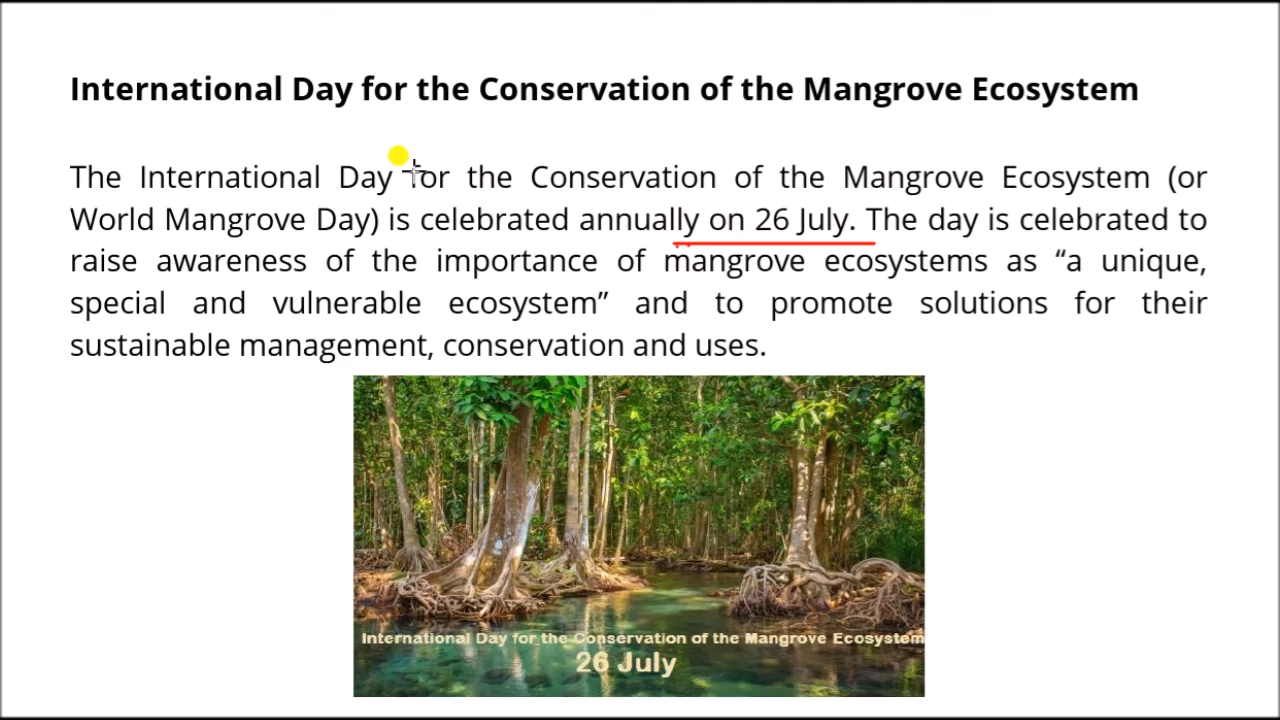 International Day for the Conservation of the Mangrove Ecosystem
The International Day for the Conservation of the Mangrove Ecosystem (or
World Mangrove Day) is celebrated annually on 26 July. The day is celebrated to
raise awareness of the importance of mangrove ecosystems as “a unique,
special and vulnerable ecosystem” and to promote solutions for their
sustainable management, conservation and uses.
International Day for the Conservation of the Mangrove Ecosystem
26 July